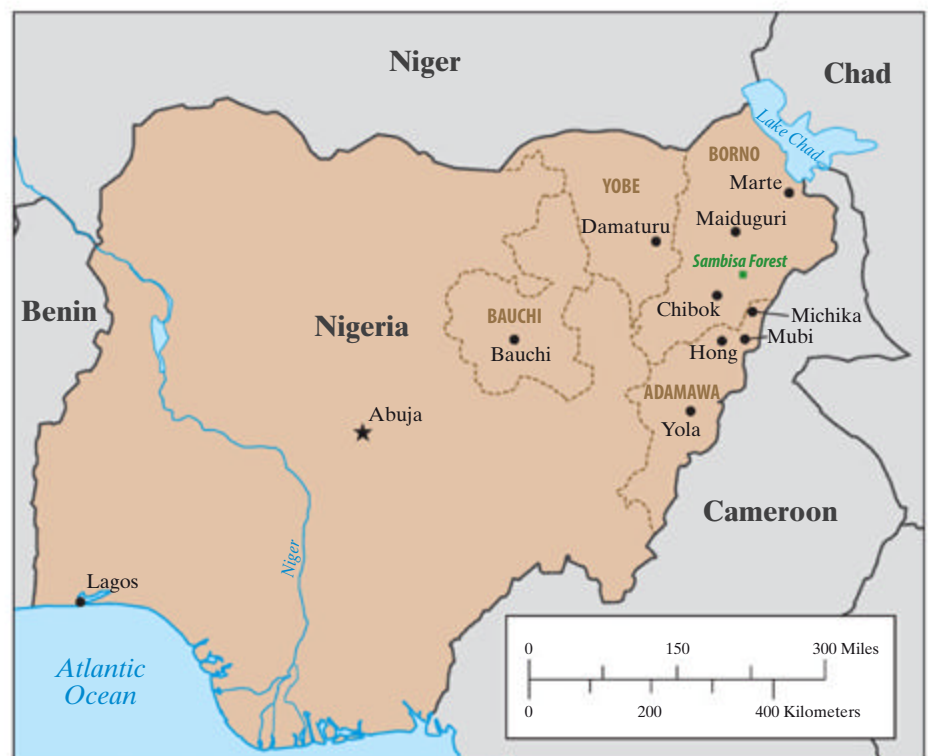 Niger
Chad
Lake Chad
BORNO
YOBE
Marte
Damaturu
Maiduguri
Sambisa Forest
Benin
Nigeria
BAUCHI
Chibok
Michika
Bauchi
Hong
Mubi
ADAMAWA
Abuja
Yola
Cameroon
Niger
Lagos
Atlantic
Ocean
0 150 300 Miles
0 200 400 Kilometers